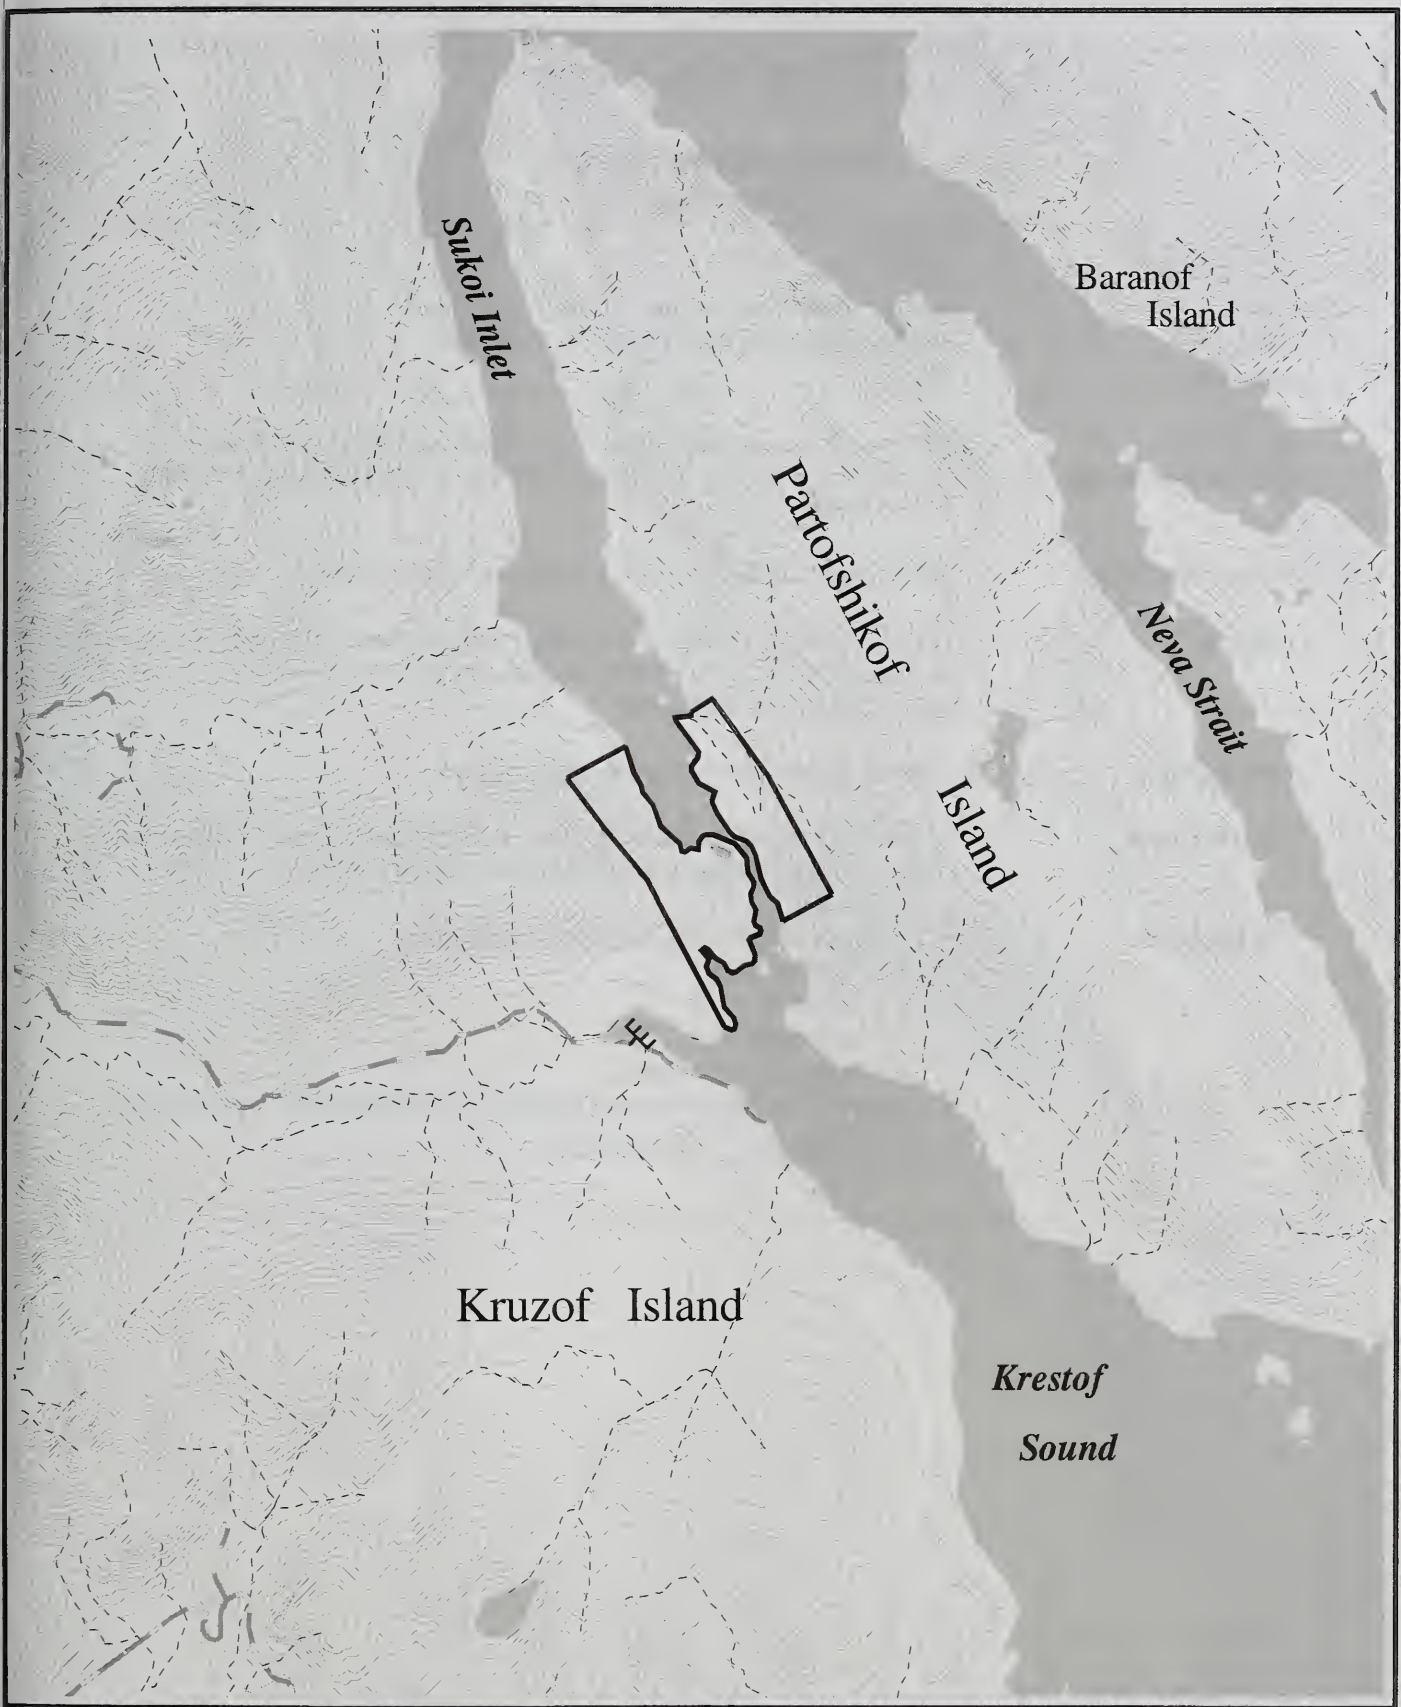 Sukoi Inlet
Baranof
Island
Partofshikof
Island
Neva Strait
Kruzof Island
Krestof
Sound